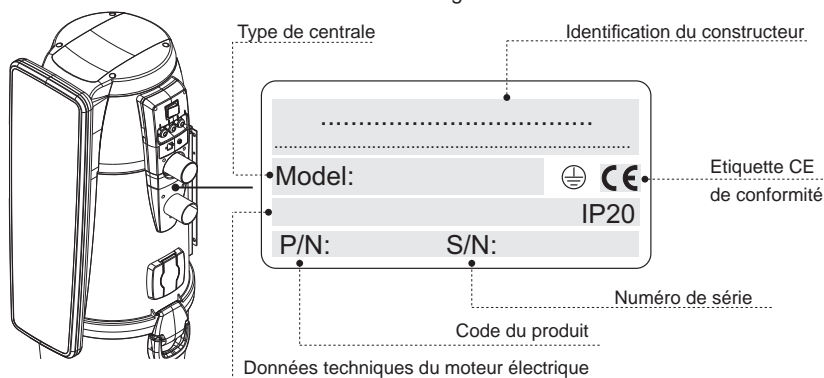 Type de centrale
Identification du constructeur
....................................
Model:
CE
Etiquette CE
de conformité
IP20
P/N: S/N:
Numéro de série
Code du produit
Données techniques du moteur électrique